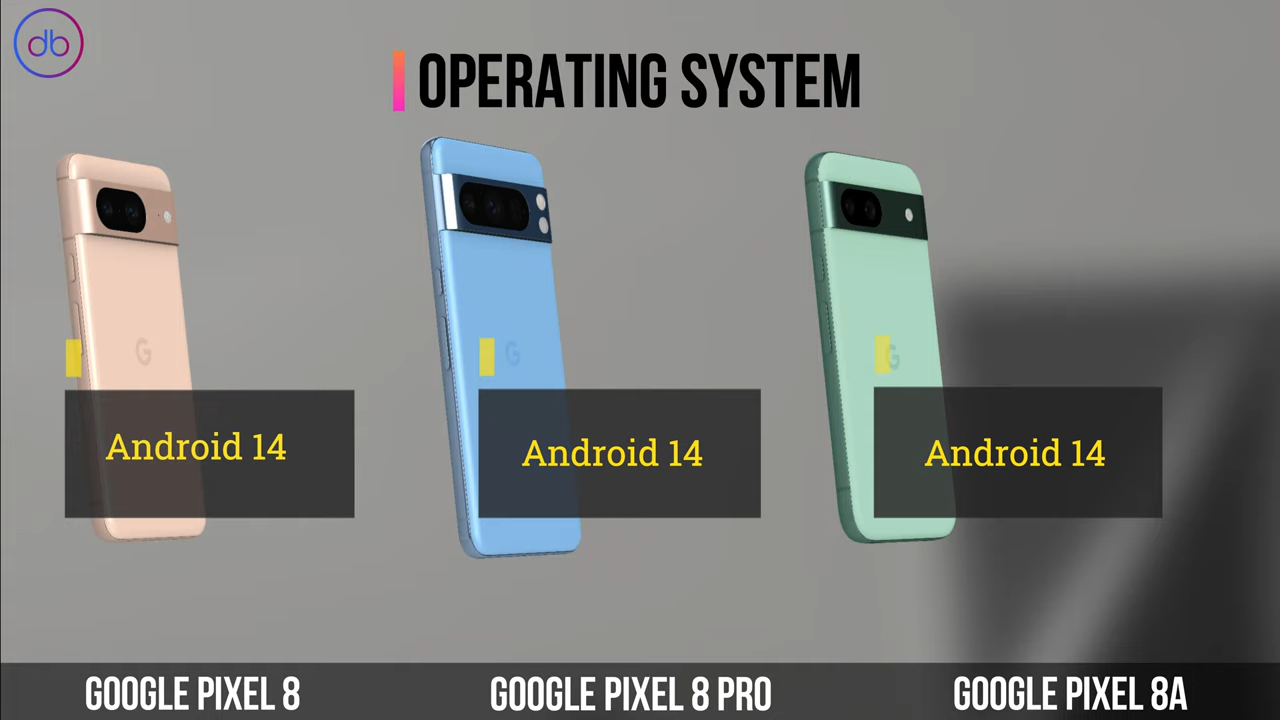 db
OPERATING SYSTEM
G
G
G
Android 14
Android 14
Android 14
GOOGLE PIXEL 8
GOOGLE PIXEL 8 PRO
GOOGLE PIXEL 8A